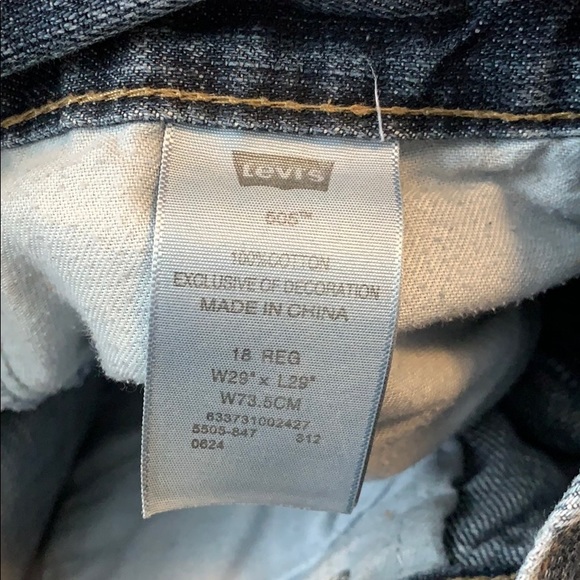 Levi's
505™
100% COTTON
EXCLUSIVE OF DECORATION
MADE IN CHINA
18 REG
W29" x L29"
W73.5CM
633731002427
5503-847 312
0624